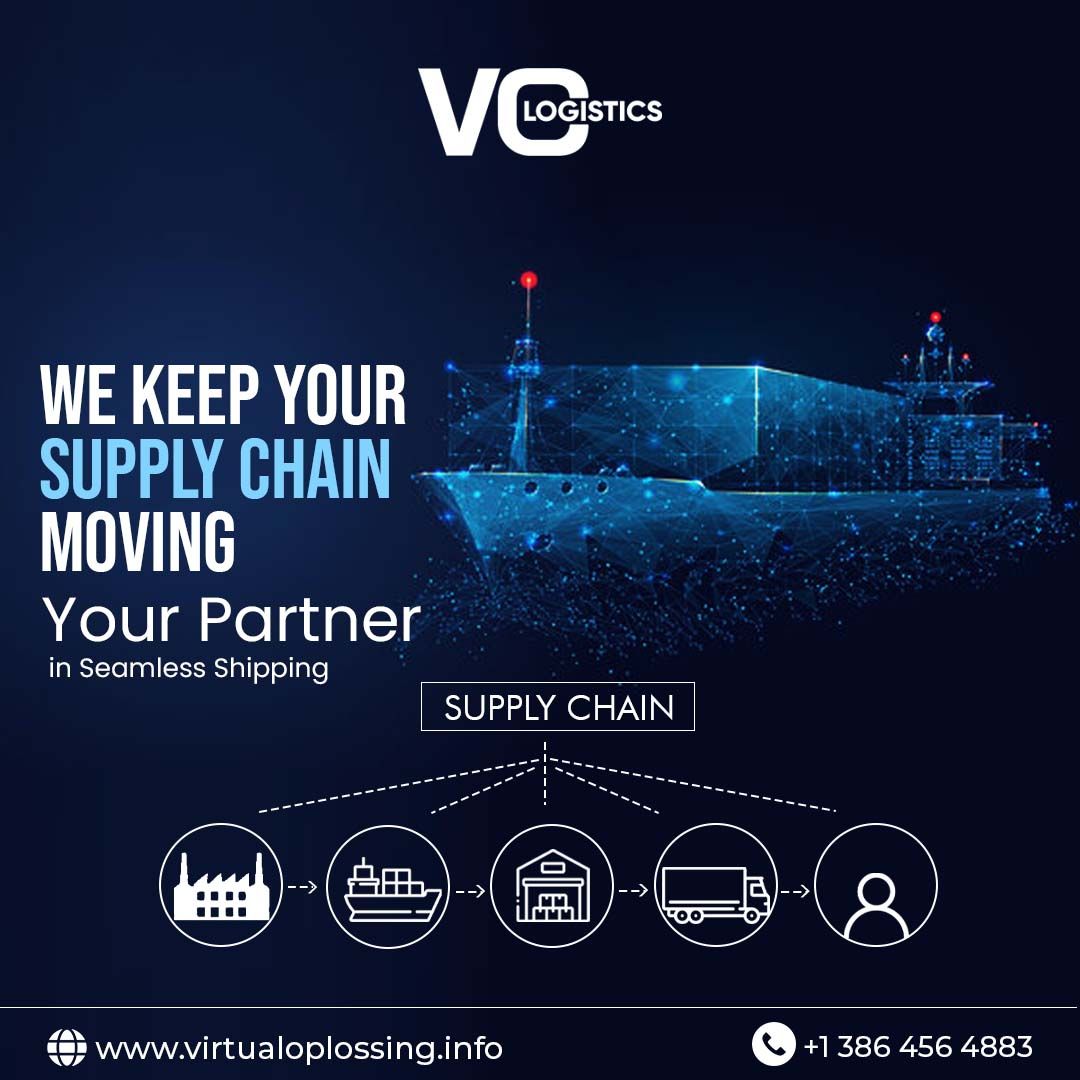 VO LOGISTICS
WE KEEP YOUR
SUPPLY CHAIN
MOVING
Your Partner
in Seamless Shipping
SUPPLY CHAIN
www.virtualoplossing.info
+1 386 456 4883